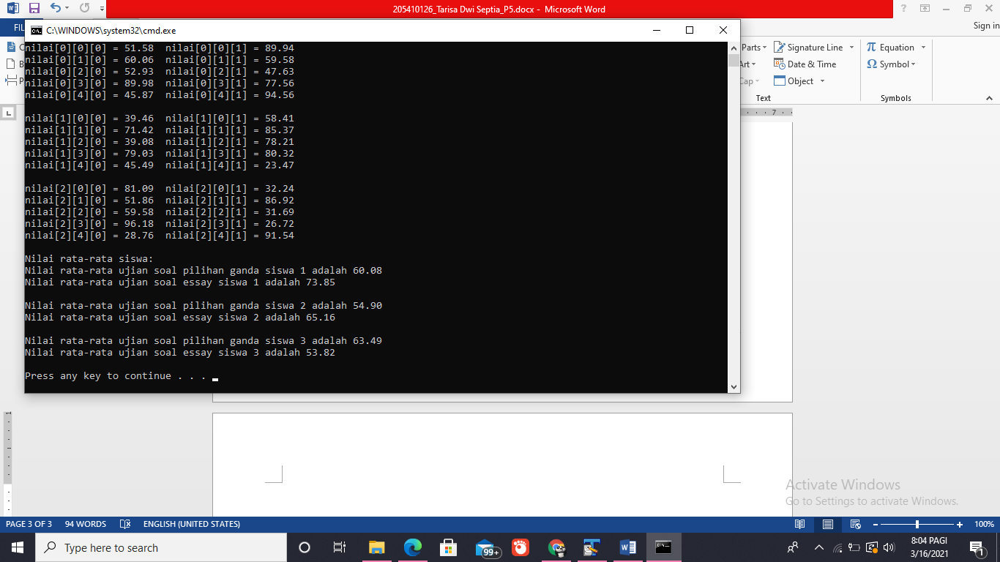 205410126_Tarisa Dwi Septia_P5.docx - Microsoft Word
FIL
Sign in
C:\WINDOWS\system32\cmd.exe
Parts
Signature Line
Equation
Art
Date & Time
Symbol
Cap
Object
Text
Symbols
7
nilai[0][0][0] = 51.58 nilai[0][0][1] = 89.94
nilai[0][1][0] = 60.06 nilai[0][1][1] = 59.58
nilai[0][2][0] = 52.93 nilai[0][2][1] = 47.63
nilai[0][3][0] = 89.98 nilai[0][3][1] = 77.56
nilai[0][4][0] = 45.87 nilai[0][4][1] = 94.56
nilai[1][0][0] = 39.46 nilai[1][0][1] = 58.41
nilai[1][1][0] = 71.42 nilai[1][1][1] = 85.37
nilai[1][2][0] = 39.08 nilai[1][2][1] = 78.21
nilai[1][3][0] = 79.03 nilai[1][3][1] = 80.32
nilai[1][4][0] = 45.49 nilai[1][4][1] = 23.47
nilai[2][0][0] = 81.09 nilai[2][0][1] = 32.24
nilai[2][1][0] = 51.86 nilai[2][1][1] = 86.92
nilai[2][2][0] = 59.58 nilai[2][2][1] = 31.69
nilai[2][3][0] = 96.18 nilai[2][3][1] = 26.72
nilai[2][4][0] = 28.76 nilai[2][4][1] = 91.54
Nilai rata-rata siswa:
Nilai rata-rata ujian soal pilihan ganda siswa 1 adalah 60.08
Nilai rata-rata ujian soal essay siswa 1 adalah 73.85
Nilai rata-rata ujian soal pilihan ganda siswa 2 adalah 54.90
Nilai rata-rata ujian soal essay siswa 2 adalah 65.16
Nilai rata-rata ujian soal pilihan ganda siswa 3 adalah 63.49
Nilai rata-rata ujian soal essay siswa 3 adalah 53.82
Press any key to continue . . .
Activate Windows
Go to Settings to activate Windows.
PAGE 3 OF 3 94 WORDS ENGLISH (UNITED STATES) 100%
Type here to search
99+
8:04 PAGI
3/16/2021
1